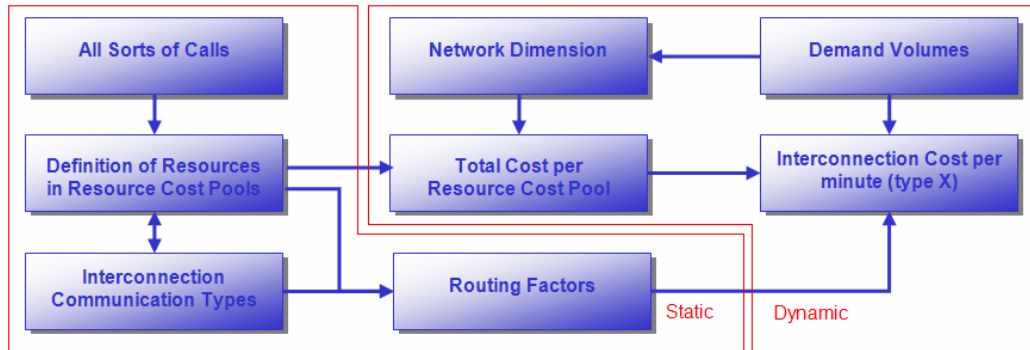 All Sorts of Calls
Network Dimension
Demand Volumes
Definition of Resources
in Resource Cost Pools
Total Cost per
Resource Cost Pool
Interconnection Cost per
minute (type X)
Interconnection
Communication Types
Routing Factors
Static
Dynamic